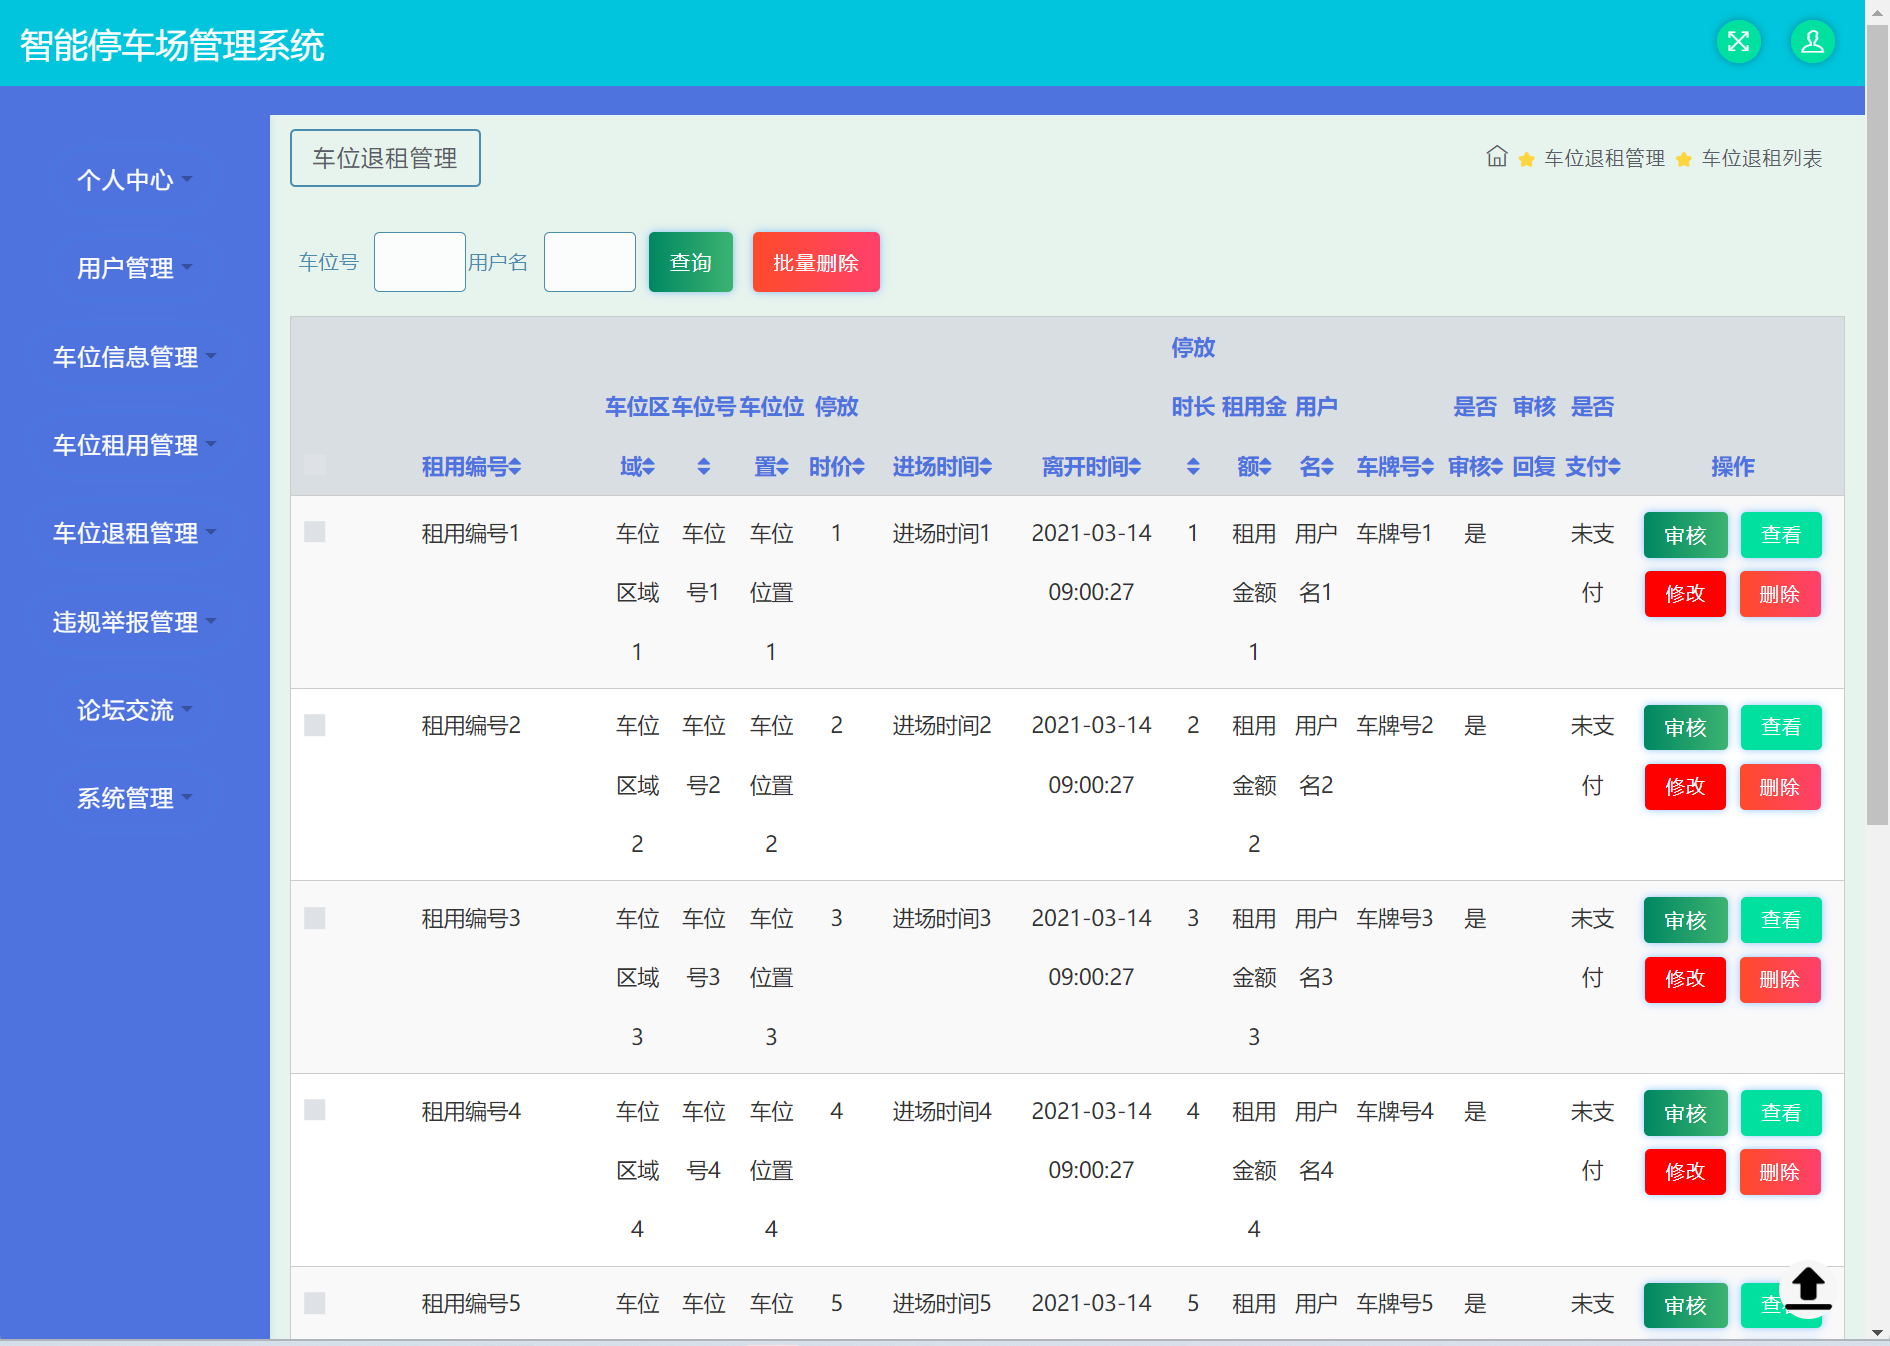 智能停车场管理系统
个人中心
用户管理
车位信息管理
车位租用管理
车位退租管理
违规举报管理
论坛交流
系统管理
车位退租管理
车位退租管理 车位退租列表
车位号 用户名 查询 批量删除
停放
车位区 车位号 车位位 停放 时长 租用金 用户 是否 审核 是否
租用编号 域 置 时价 进场时间 离开时间 额 名 车牌号 审核 回复 支付 操作
租用编号1 车位 车位 车位 1 进场时间1 2021-03-14 1 租用 用户 车牌号1 是 未支 审核 查看
区域 号1 位置 09:00:27 金额 名1 付 修改 删除
1 1 1
租用编号2 车位 车位 车位 2 进场时间2 2021-03-14 2 租用 用户 车牌号2 是 未支 审核 查看
区域 号2 位置 09:00:27 金额 名2 付 修改 删除
2 2 2
租用编号3 车位 车位 车位 3 进场时间3 2021-03-14 3 租用 用户 车牌号3 是 未支 审核 查看
区域 号3 位置 09:00:27 金额 名3 付 修改 删除
3 3 3
租用编号4 车位 车位 车位 4 进场时间4 2021-03-14 4 租用 用户 车牌号4 是 未支 审核 查看
区域 号4 位置 09:00:27 金额 名4 付 修改 删除
4 4 4
租用编号5 车位 车位 车位 5 进场时间5 2021-03-14 5 租用 用户 车牌号5 是 未支 审核 查